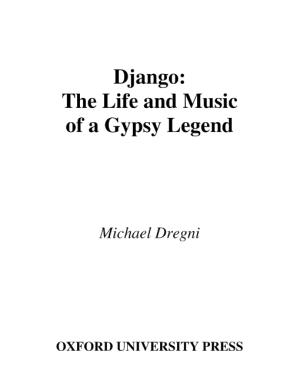 Django:
The Life and Music
of a Gypsy Legend
Michael Dregni
OXFORD UNIVERSITY PRESS